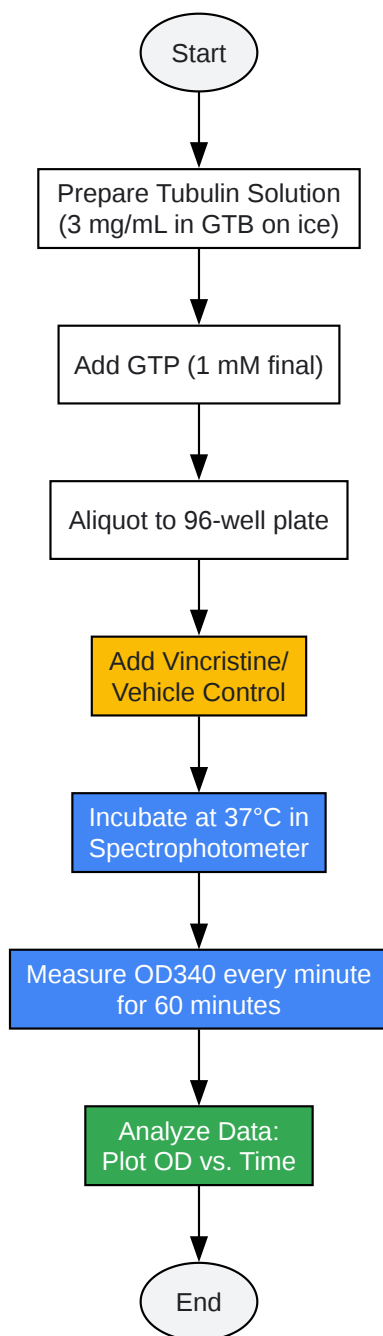 Start
Prepare Tubulin Solution
(3 mg/mL in GTB on ice)
Add GTP (1 mM final)
Aliquot to 96-well plate
Add Vincristine/
Vehicle Control
Incubate at 37°C in
Spectrophotometer
Measure OD340 every minute
for 60 minutes
Analyze Data:
Plot OD vs. Time
End